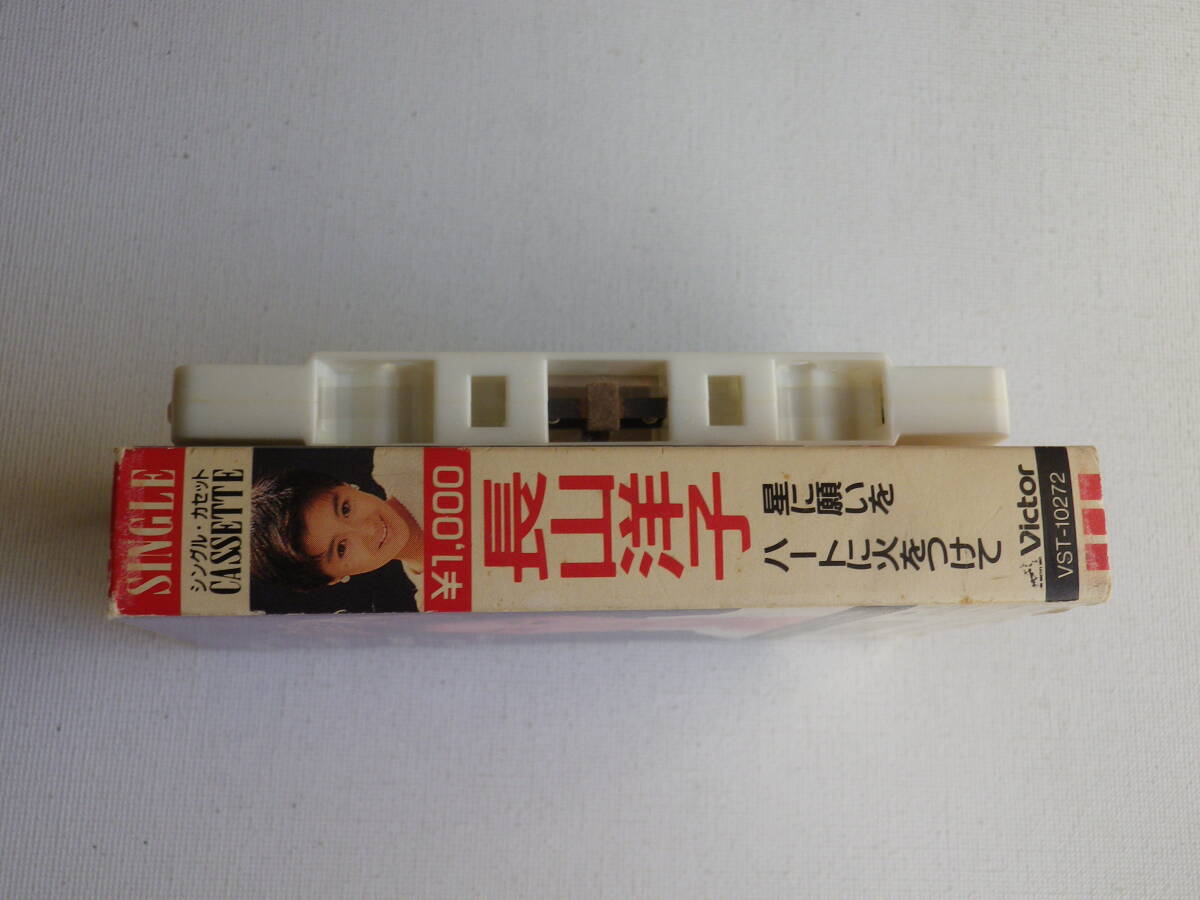 SINGLE
シングル・カセット
CASSETTE
¥1,000
長山洋子
星に願いを
ハートに火をつけて
Victor
VST-10272